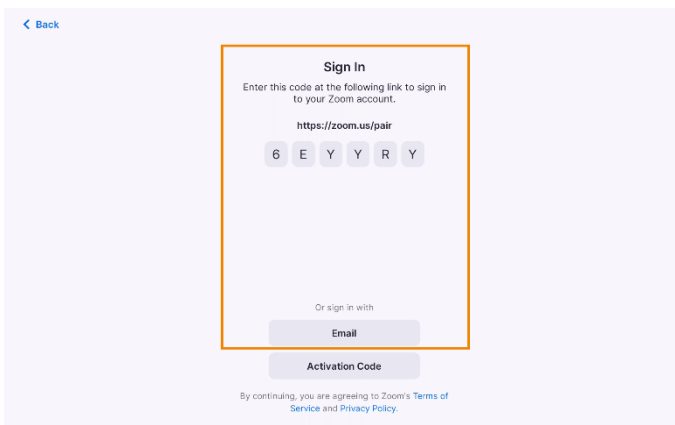 Back
Sign In
Enter this code at the following link to sign in
to your Zoom account.
https://zoom.us/pair
6 E Y Y R Y
Or sign in with
Email
Activation Code
By continuing, you are agreeing to Zoom's Terms of
Service and Privacy Policy.